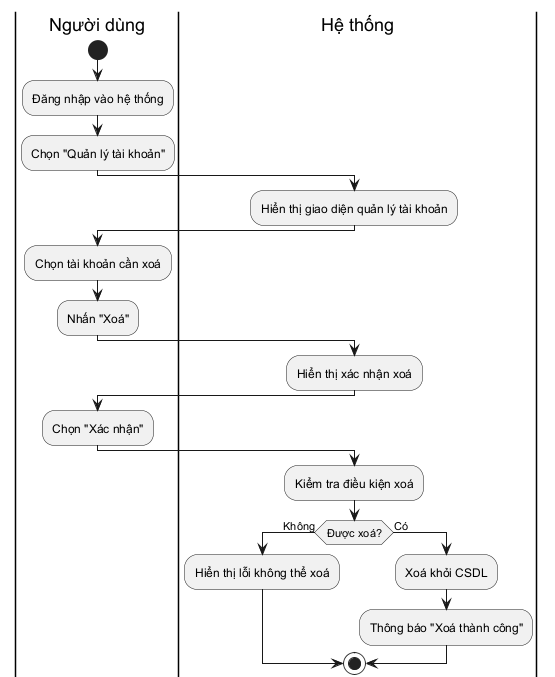 Người dùng
Hệ thống
Đăng nhập vào hệ thống
Chọn "Quản lý tài khoản"
Hiển thị giao diện quản lý tài khoản
Chọn tài khoản cần xoá
Nhấn "Xoá"
Hiển thị xác nhận xoá
Chọn "Xác nhận"
Kiểm tra điều kiện xoá
Không
Được xoá?
Có
Hiển thị lỗi không thể xoá
Xoá khỏi CSDL
Thông báo "Xoá thành công"